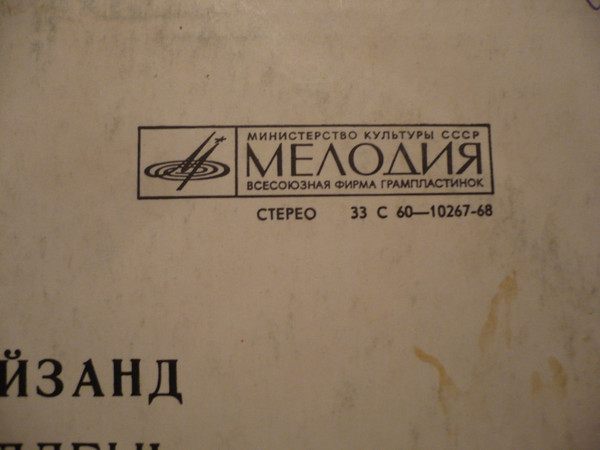 МИНИСТЕРСТВО КУЛЬТУРЫ СССР
МЕЛОДИЯ
ВСЕСОЮЗНАЯ ФИРМА ГРАМПЛАСТИНОК
СТЕРЕО 33 С 60—10267-68
ЙЗАНД